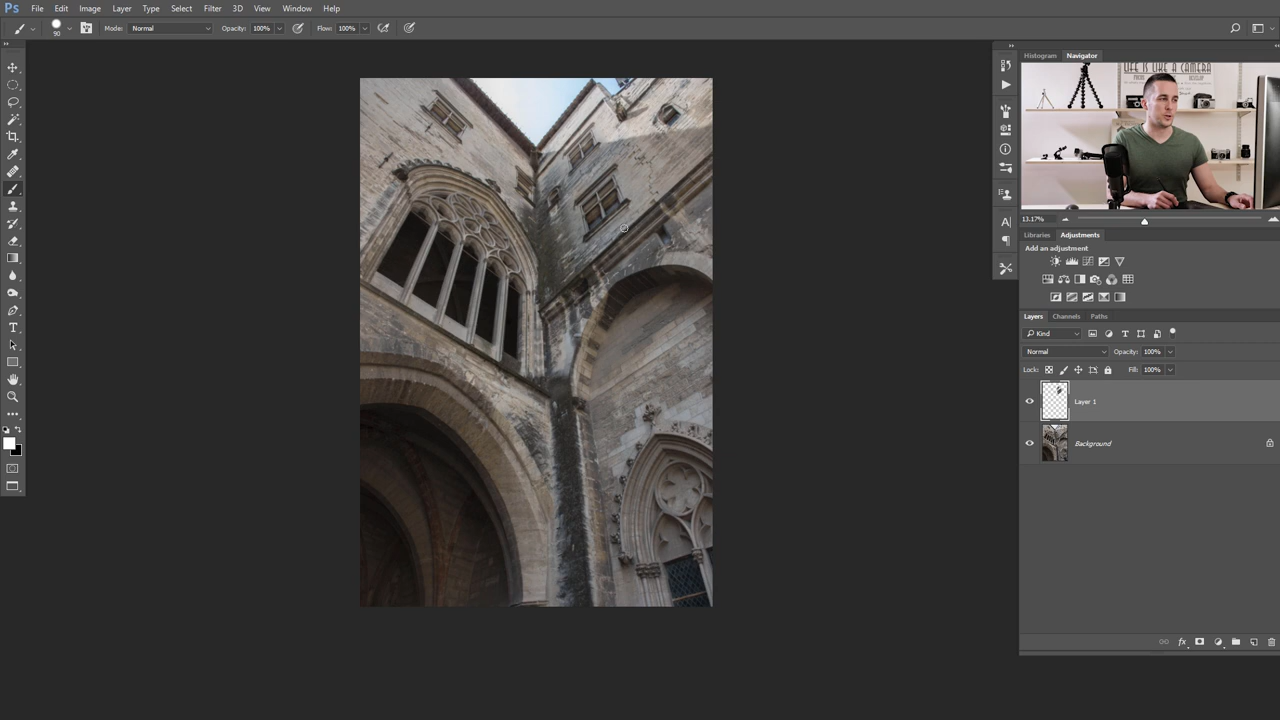 Ps File Edit Image Layer Type Select Filter 3D View Window Help
90 Mode: Normal Opacity: 100% Flow: 100%
Histogram Navigator
LIFE IS LIKE A CAMERA
13.17%
Libraries Adjustments
Add an adjustment
Layers Channels Paths
Kind
Normal Opacity: 100%
Lock: Fill: 100%
Layer 1
Background